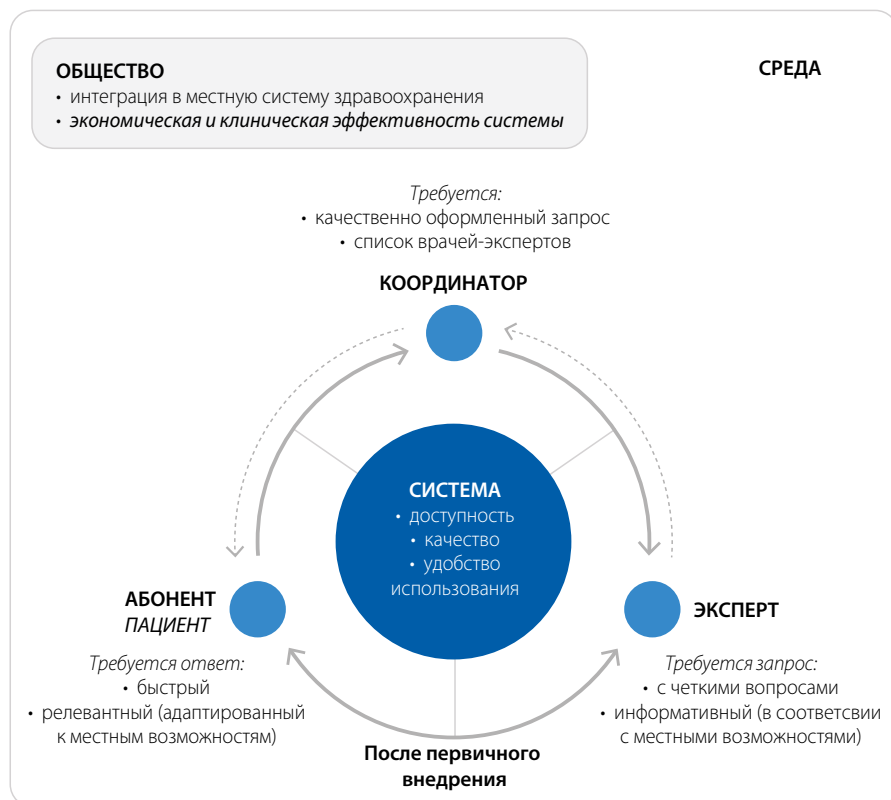 ОБЩЕСТВО
• интеграция в местную систему здравоохранения
• экономическая и клиническая эффективность системы
СРЕДА
Требуется:
• качественно оформленный запрос
• список врачей-экспертов
КООРДИНАТОР
СИСТЕМА
• доступность
• качество
• удобство
использования
АБОНЕНТ
ПАЦИЕНТ
Требуется ответ:
• быстрый
• релевантный (адаптированный
к местным возможностям)
ЭКСПЕРТ
Требуется запрос:
• с четкими вопросами
• информативный (в соответсвии
с местными возможностями)
После первичного
внедрения